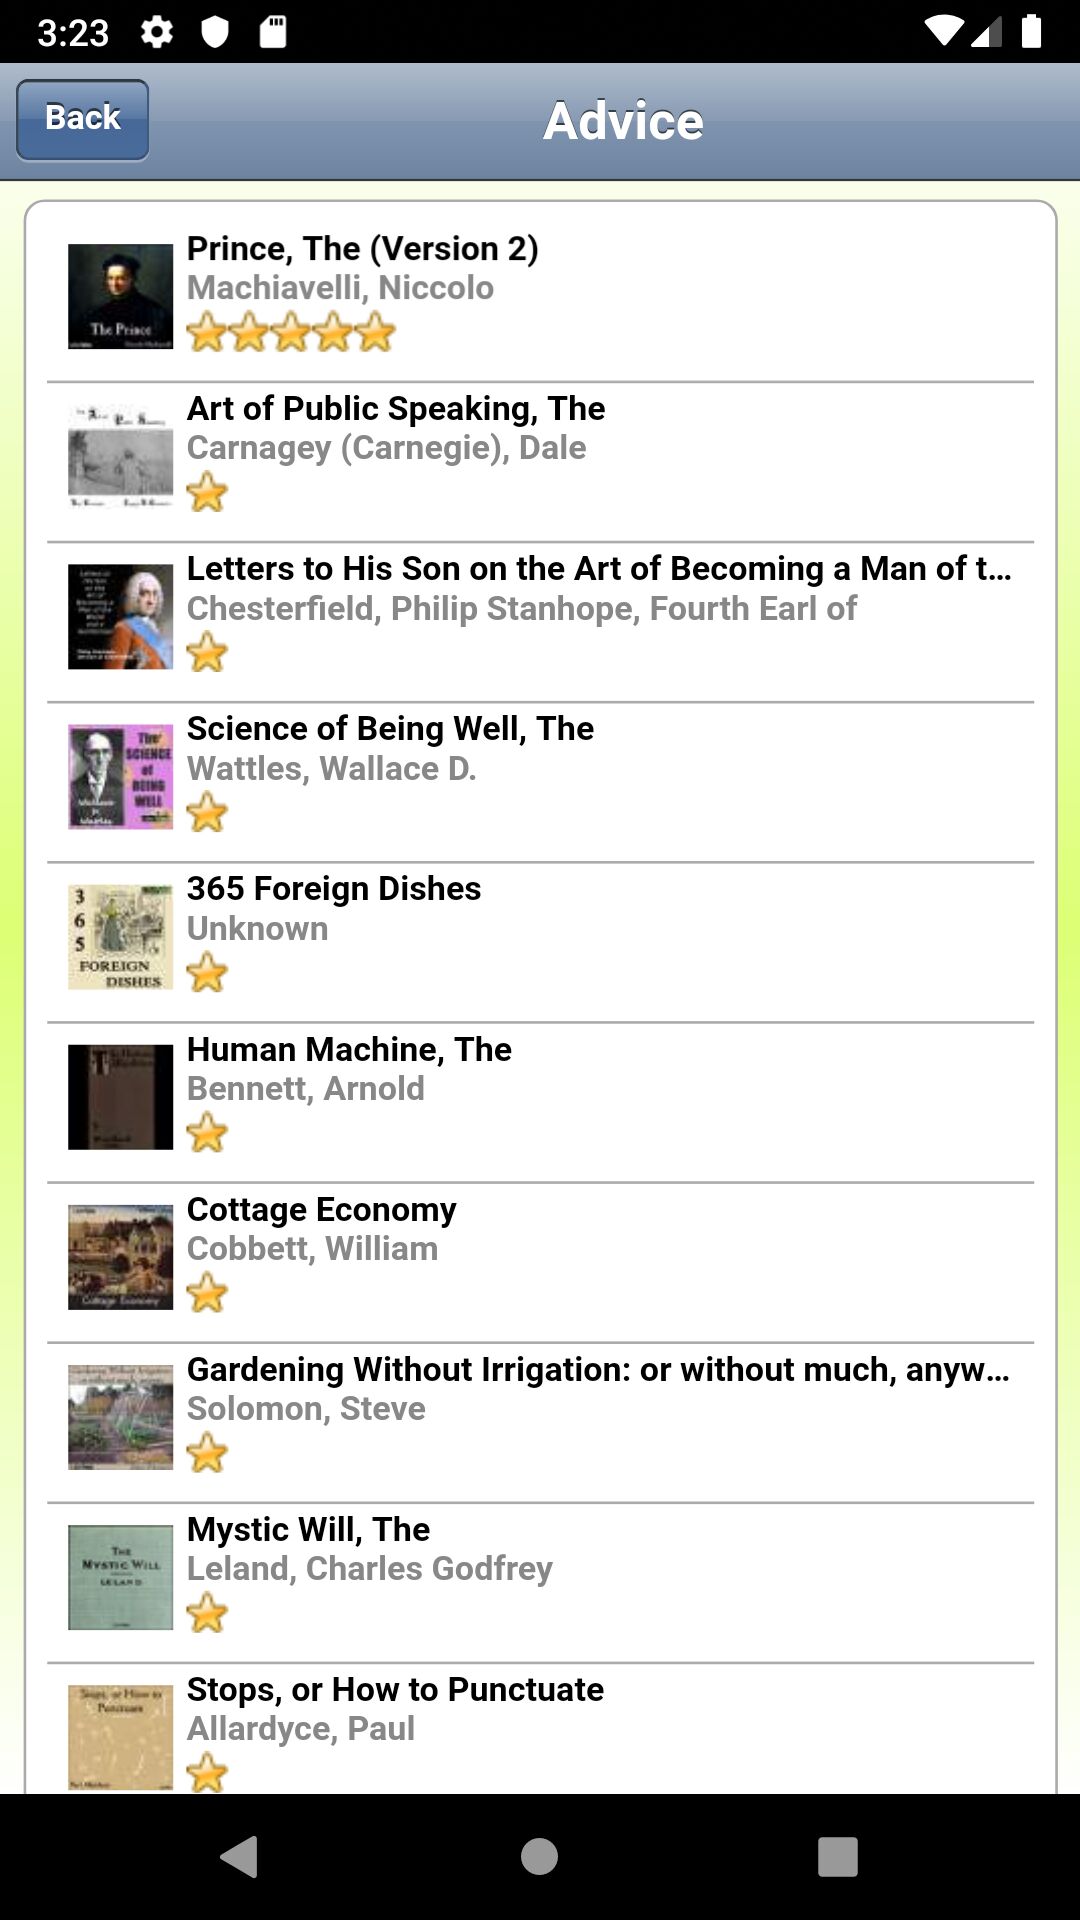 3:23
Back
Advice
Prince, The (Version 2)
Machiavelli, Niccolo
The Prince
Art of Public Speaking, The
Carnagey (Carnegie), Dale
Letters to His Son on the Art of Becoming a Man of t...
Chesterfield, Philip Stanhope, Fourth Earl of
Science of Being Well, The
Wattles, Wallace D.
The
SCIENCE
of
BEING
WELL
365 Foreign Dishes
Unknown
3
6
5
FOREIGN
DISHES
Human Machine, The
Bennett, Arnold
Cottage Economy
Cobbett, William
Cottage Economy
Gardening Without Irrigation: or without much, anyw...
Solomon, Steve
Mystic Will, The
Leland, Charles Godfrey
THE
MYSTIC WILL
LELAND
Stops, or How to Punctuate
Allardyce, Paul
Stops, or How to
Punctuate